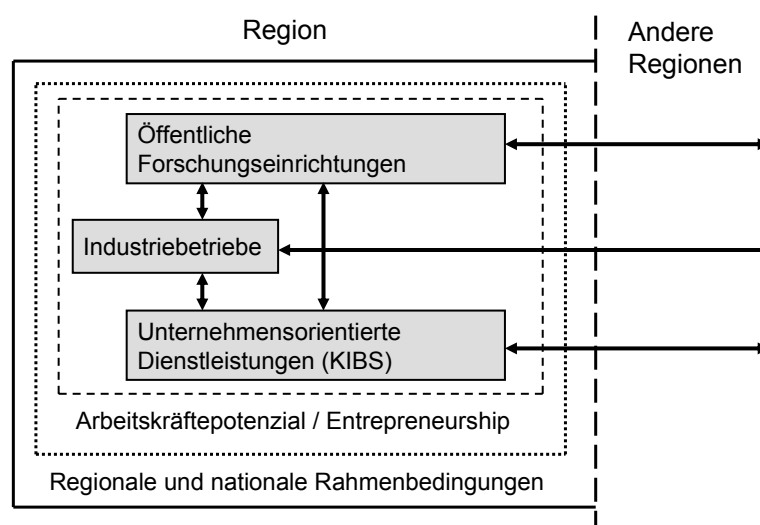 Region
Andere
Regionen
Öffentliche
Forschungseinrichtungen
Industriebetriebe
Unternehmensorientierte
Dienstleistungen (KIBS)
Arbeitskräftepotenzial / Entrepreneurship
Regionale und nationale Rahmenbedingungen